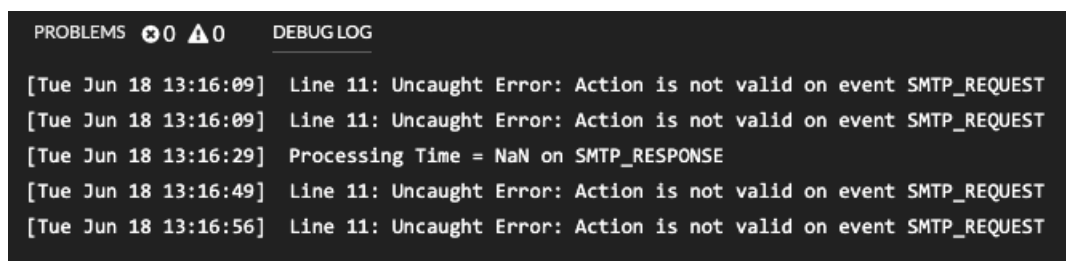 PROBLEMS 0 0 DEBUG LOG
[Tue Jun 18 13:16:09] Line 11: Uncaught Error: Action is not valid on event SMTP_REQUEST
[Tue Jun 18 13:16:09] Line 11: Uncaught Error: Action is not valid on event SMTP_REQUEST
[Tue Jun 18 13:16:29] Processing Time = NaN on SMTP_RESPONSE
[Tue Jun 18 13:16:49] Line 11: Uncaught Error: Action is not valid on event SMTP_REQUEST
[Tue Jun 18 13:16:56] Line 11: Uncaught Error: Action is not valid on event SMTP_REQUEST